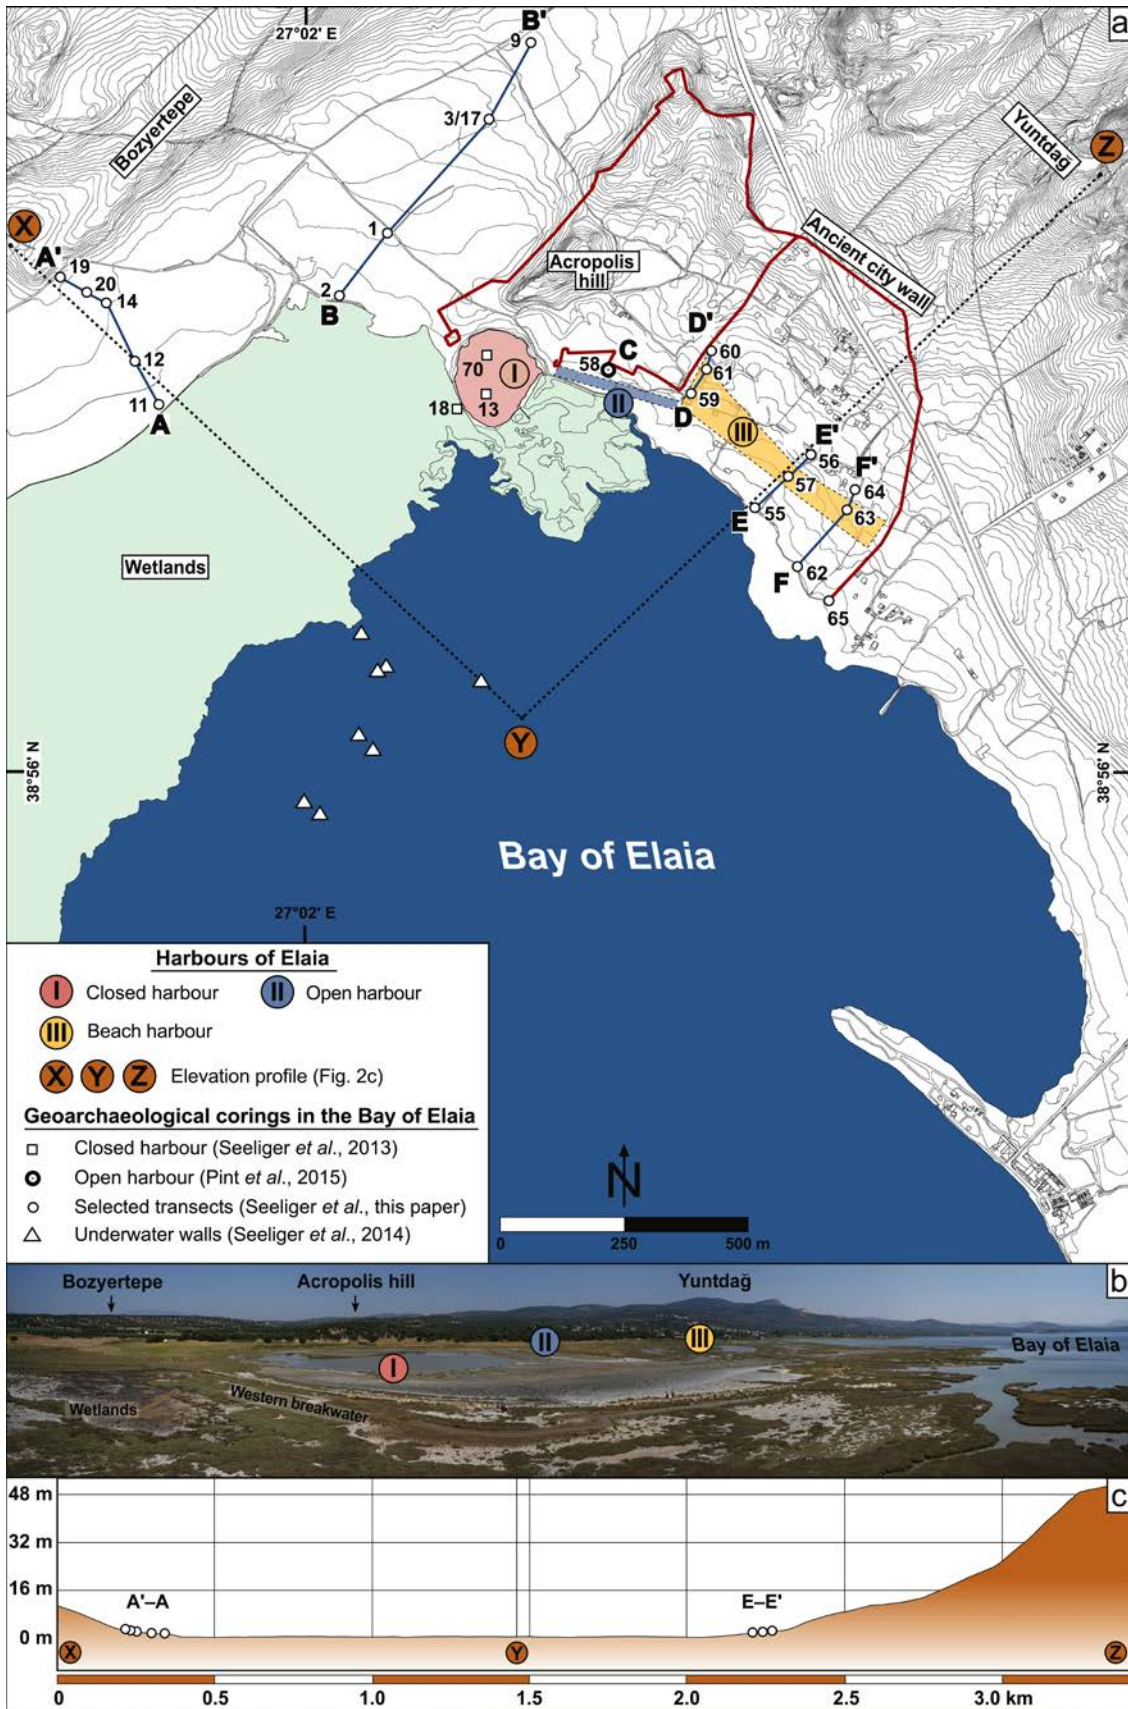 a
27°02' E
B'
9
3/17
Bozyertepe
Yuntdağ
Z
X
A'
19
20
14
1
2
B
12
11
A
Acropolis
hill
Ancient city wall
D'
60
61
59
D
C
58
70
I
13
18
II
III
E'
56
57
E
55
F'
64
63
F
62
65
Wetlands
Y
38°56' N
38°56' N
Bay of Elaia
27°02' E
Harbours of Elaia
I Closed harbour II Open harbour
III Beach harbour
X Y Z Elevation profile (Fig. 2c)
Geoarchaeological corings in the Bay of Elaia
Closed harbour (Seeliger et al., 2013)
Open harbour (Pint et al., 2015)
Selected transects (Seeliger et al., this paper)
Underwater walls (Seeliger et al., 2014)
N
0 250 500 m
b
Bozyertepe Acropolis hill Yuntdağ
II III
Bay of Elaia
I
Wetlands
Western breakwater
c
48 m
32 m
16 m
A'–A E–E'
0 m
X Y Z
0 0.5 1.0 1.5 2.0 2.5 3.0 km